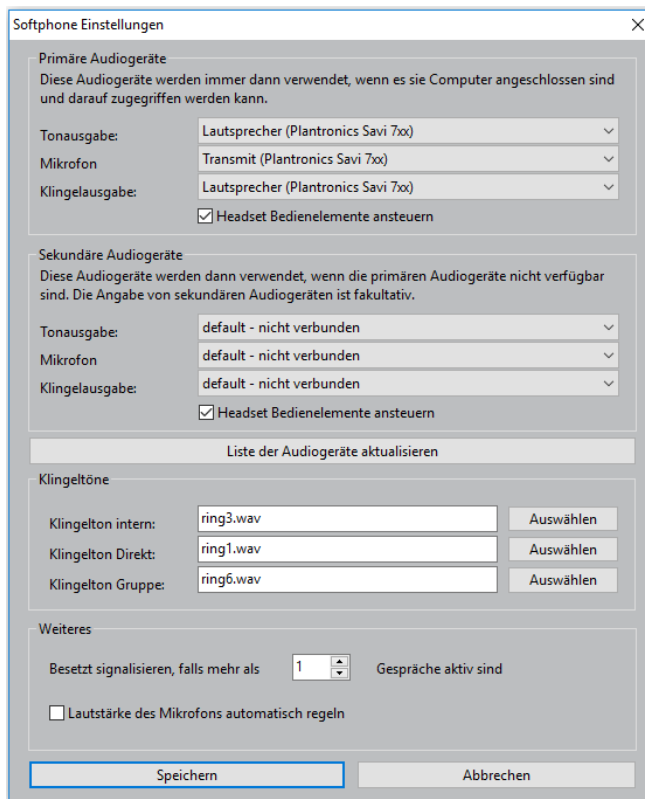 Softphone Einstellungen
Primäre Audiogeräte
Diese Audiogeräte werden immer dann verwendet, wenn es sie Computer angeschlossen sind
und darauf zugegriffen werden kann.
Tonausgabe: Lautsprecher (Plantronics Savi 7xx)
Mikrofon Transmit (Plantronics Savi 7xx)
Klingelausgabe: Lautsprecher (Plantronics Savi 7xx)
Headset Bedienelemente ansteuern
Sekundäre Audiogeräte
Diese Audiogeräte werden dann verwendet, wenn die primären Audiogeräte nicht verfügbar
sind. Die Angabe von sekundären Audiogeräten ist fakultativ.
Tonausgabe: default - nicht verbunden
Mikrofon default - nicht verbunden
Klingelausgabe: default - nicht verbunden
Headset Bedienelemente ansteuern
Liste der Audiogeräte aktualisieren
Klingeltöne
Klingelton intern: ring3.wav Auswählen
Klingelton Direkt: ring1.wav Auswählen
Klingelton Gruppe: ring6.wav Auswählen
Weiteres
Besetzt signalisieren, falls mehr als 1 Gespräche aktiv sind
Lautstärke des Mikrofons automatisch regeln
Speichern Abbrechen